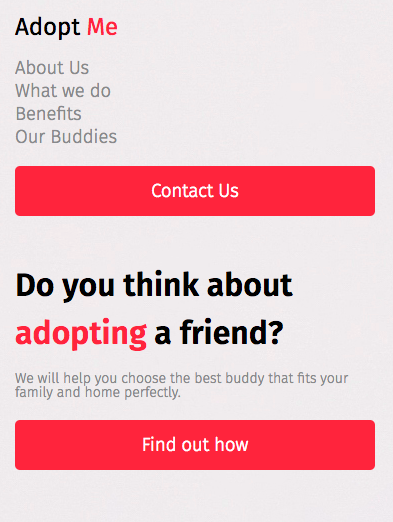 Adopt Me
About Us
What we do
Benefits
Our Buddies
Contact Us
Do you think about
adopting a friend?
We will help you choose the best buddy that fits your
family and home perfectly.
Find out how